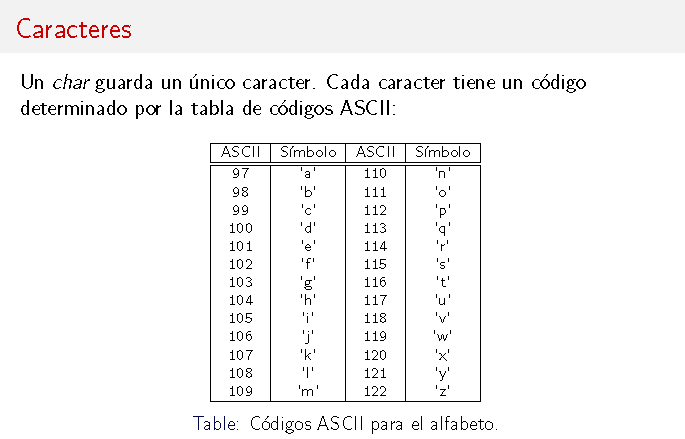 Caracteres
Un char guarda un único caracter. Cada caracter tiene un código
determinado por la tabla de códigos ASCII:
ASCII Símbolo ASCII Símbolo
97 'a' 110 'n'
98 'b' 111 'o'
99 'c' 112 'p'
100 'd' 113 'q'
101 'e' 114 'r'
102 'f' 115 's'
103 'g' 116 't'
104 'h' 117 'u'
105 'i' 118 'v'
106 'j' 119 'w'
107 'k' 120 'x'
108 'l' 121 'y'
109 'm' 122 'z'
Table: Códigos ASCII para el alfabeto.